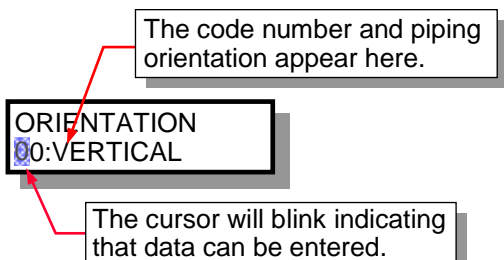 The code number and piping
orientation appear here.
ORIENTATION
00:VERTICAL
The cursor will blink indicating
that data can be entered.